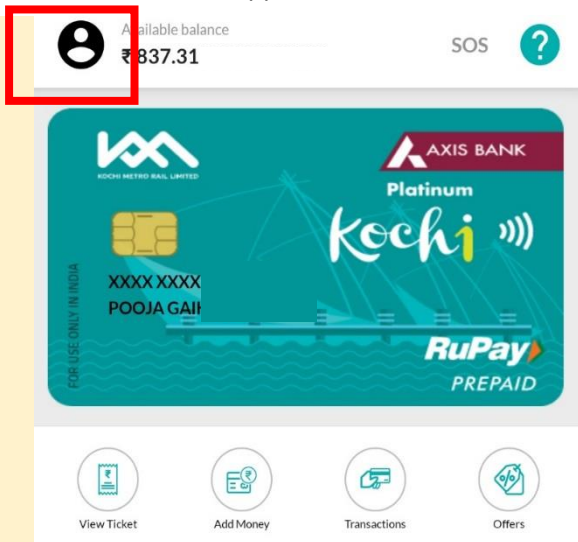 Available balance
₹ 837.31
SOS
?
KOCHI METRO RAIL LIMITED
AXIS BANK
Platinum
Kochi
FOR USE ONLY IN INDIA
XXXX XXXX
POOJA
RuPay
PREPAID
View Ticket
Add Money
Transactions
Offers